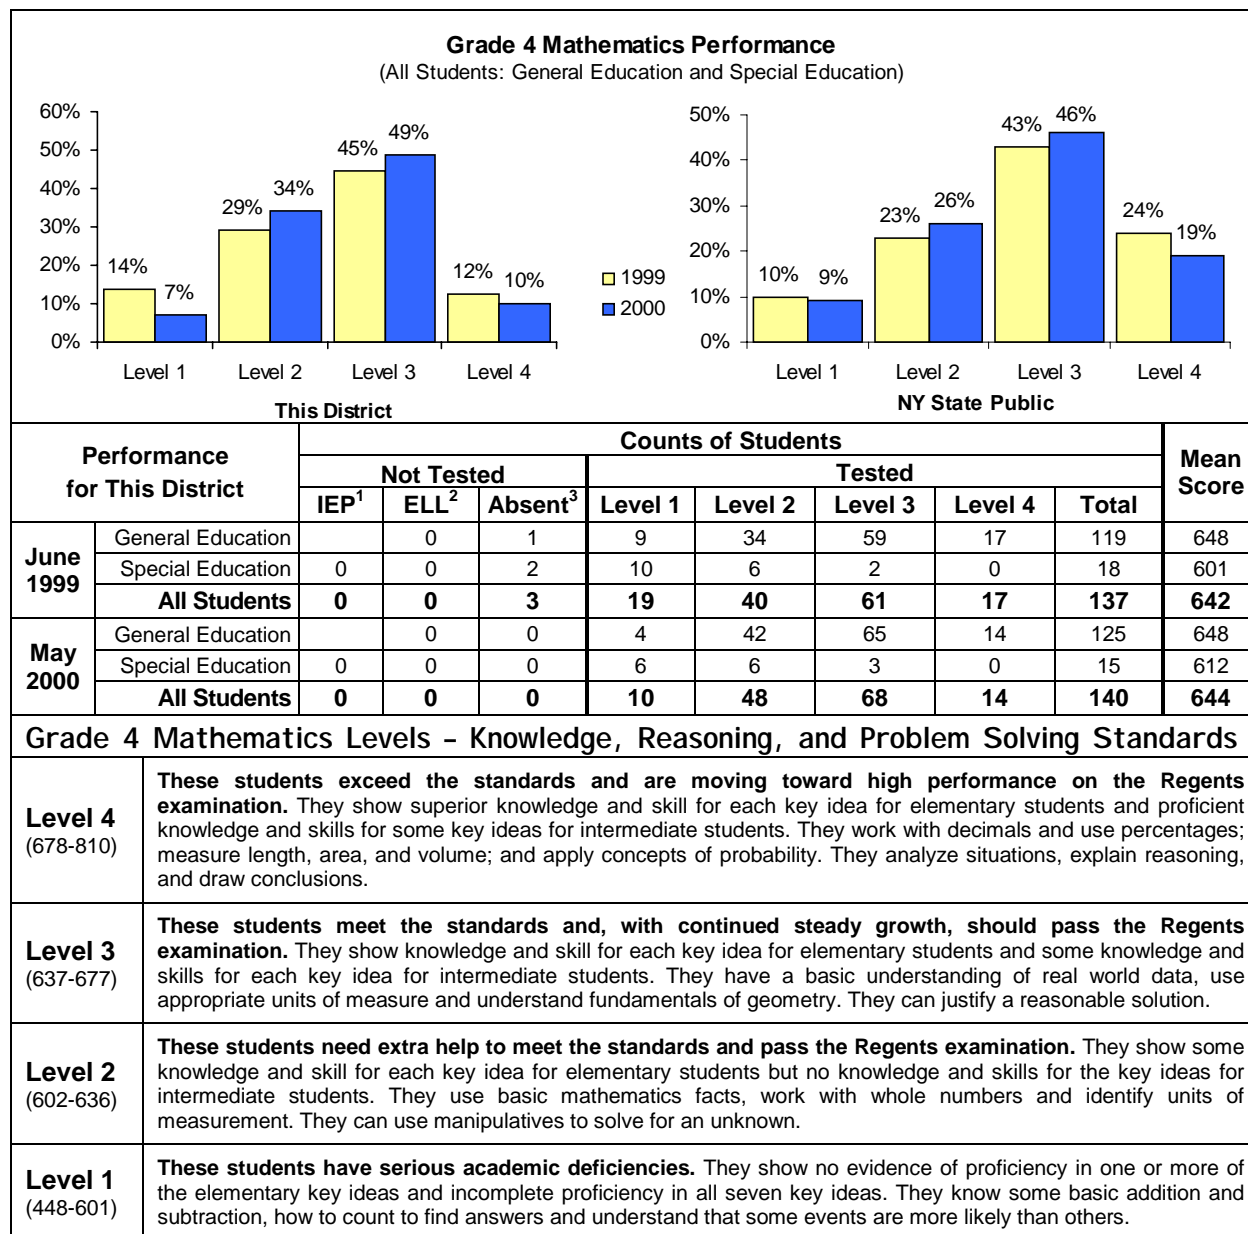 Grade 4 Mathematics Performance
(All Students: General Education and Special Education)
60%
50%
40%
30%
20%
10%
0%
14%
7%
29%
34%
45%
49%
12%
10%
Level 1 Level 2 Level 3 Level 4
This District
1999
2000
50%
40%
30%
20%
10%
0%
10%
9%
23%
26%
43%
46%
24%
19%
Level 1 Level 2 Level 3 Level 4
NY State Public
Performance for This District Counts of Students Mean Score
Not Tested Tested
IEP1 ELL2 Absent3 Level 1 Level 2 Level 3 Level 4 Total
June 1999
General Education 0 1 9 34 59 17 119 648
Special Education 0 0 2 10 6 2 0 18 601
All Students 0 0 3 19 40 61 17 137 642
May 2000
General Education 0 0 4 42 65 14 125 648
Special Education 0 0 0 6 6 3 0 15 612
All Students 0 0 0 10 48 68 14 140 644
Grade 4 Mathematics Levels – Knowledge, Reasoning, and Problem Solving Standards
Level 4
(678-810)
These students exceed the standards and are moving toward high performance on the Regents
examination. They show superior knowledge and skill for each key idea for elementary students and proficient
knowledge and skills for some key ideas for intermediate students. They work with decimals and use percentages;
measure length, area, and volume; and apply concepts of probability. They analyze situations, explain reasoning,
and draw conclusions.
Level 3
(637-677)
These students meet the standards and, with continued steady growth, should pass the Regents
examination. They show knowledge and skill for each key idea for elementary students and some knowledge and
skills for each key idea for intermediate students. They have a basic understanding of real world data, use
appropriate units of measure and understand fundamentals of geometry. They can justify a reasonable solution.
Level 2
(602-636)
These students need extra help to meet the standards and pass the Regents examination. They show some
knowledge and skill for each key idea for elementary students but no knowledge and skills for the key ideas for
intermediate students. They use basic mathematics facts, work with whole numbers and identify units of
measurement. They can use manipulatives to solve for an unknown.
Level 1
(448-601)
These students have serious academic deficiencies. They show no evidence of proficiency in one or more of
the elementary key ideas and incomplete proficiency in all seven key ideas. They know some basic addition and
subtraction, how to count to find answers and understand that some events are more likely than others.